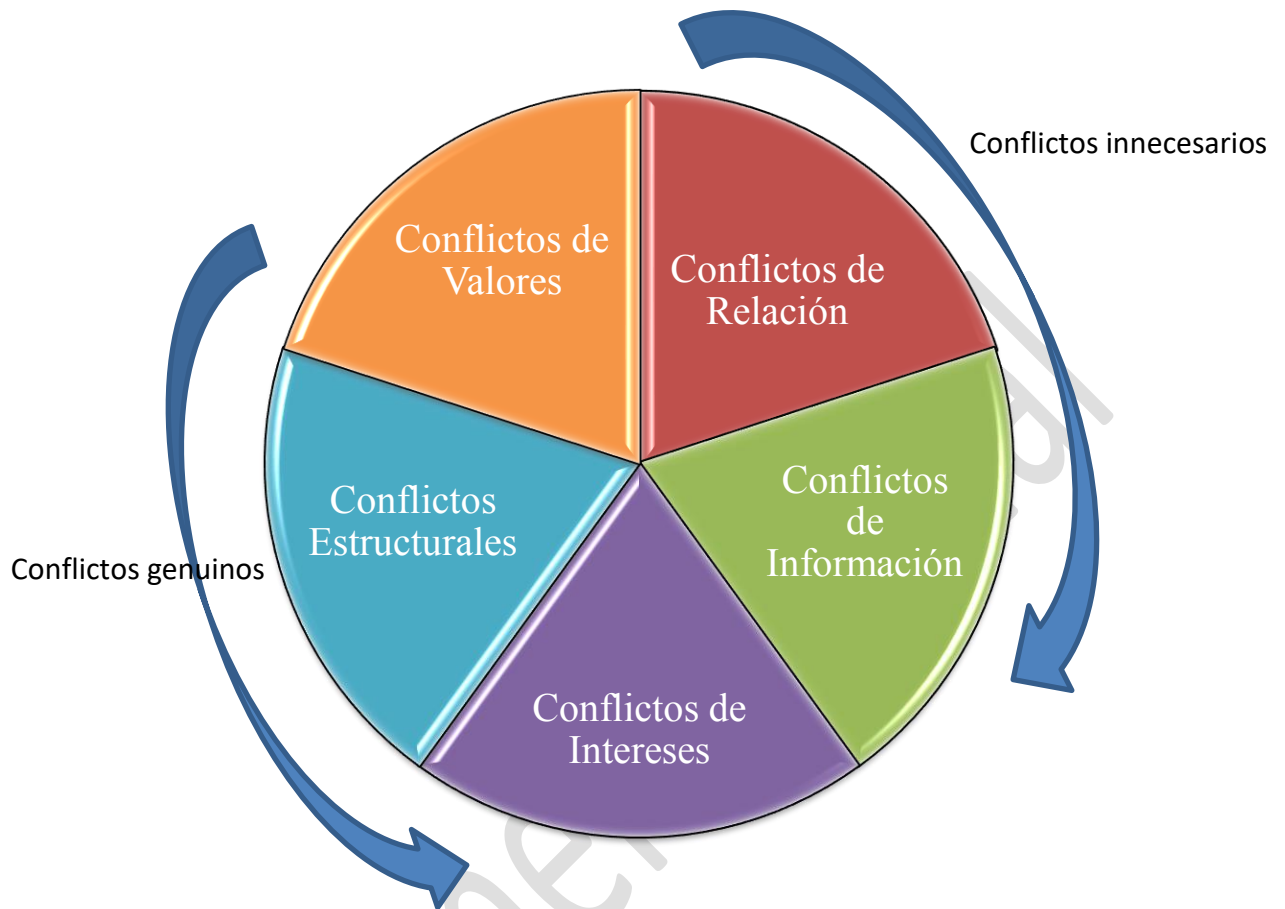 Conflictos innecesarios
Conflictos de
Valores
Conflictos de
Relación
Conflictos
Estructurales
Conflictos
de
Información
Conflictos genuinos
Conflictos de
Intereses